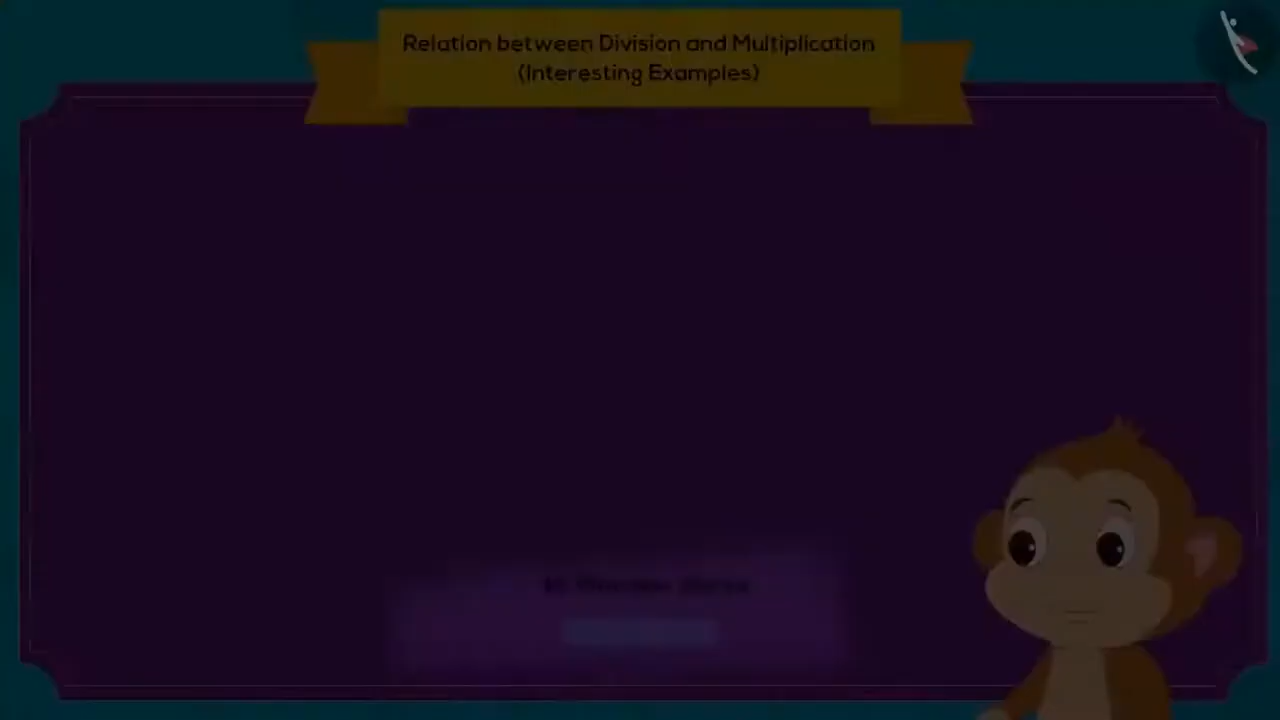 Relation between Division and Multiplication
(Interesting Examples)